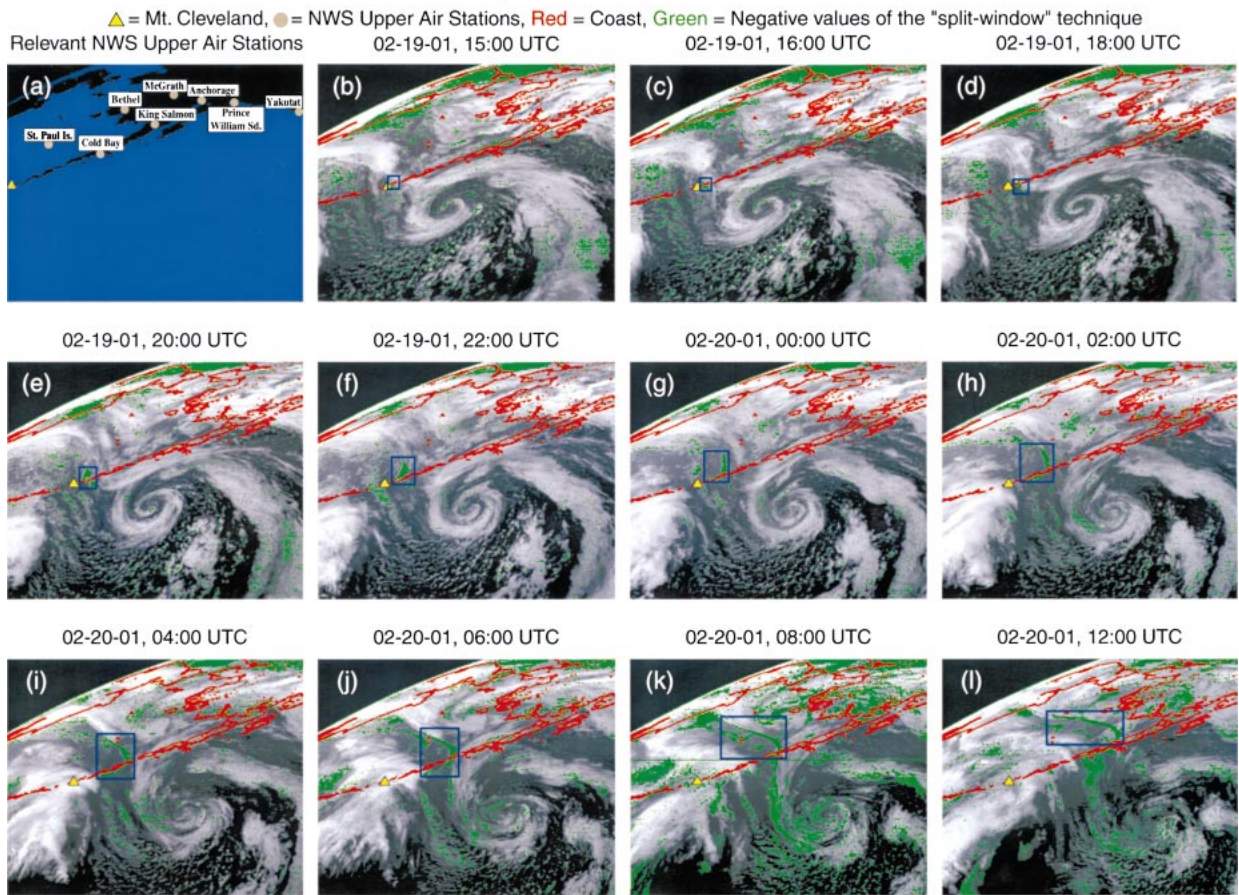 = Mt. Cleveland, = NWS Upper Air Stations, Red = Coast, Green = Negative values of the "split-window" technique
Relevant NWS Upper Air Stations
02-19-01, 15:00 UTC
02-19-01, 16:00 UTC
02-19-01, 18:00 UTC
(a)
McGrath
Anchorage
Bethel
Yakutat
King Salmon
Prince
William Sd.
St. Paul Is.
Cold Bay
(b)
(c)
(d)
02-19-01, 20:00 UTC
02-19-01, 22:00 UTC
02-20-01, 00:00 UTC
02-20-01, 02:00 UTC
(e)
(f)
(g)
(h)
02-20-01, 04:00 UTC
02-20-01, 06:00 UTC
02-20-01, 08:00 UTC
02-20-01, 12:00 UTC
(i)
(j)
(k)
(l)